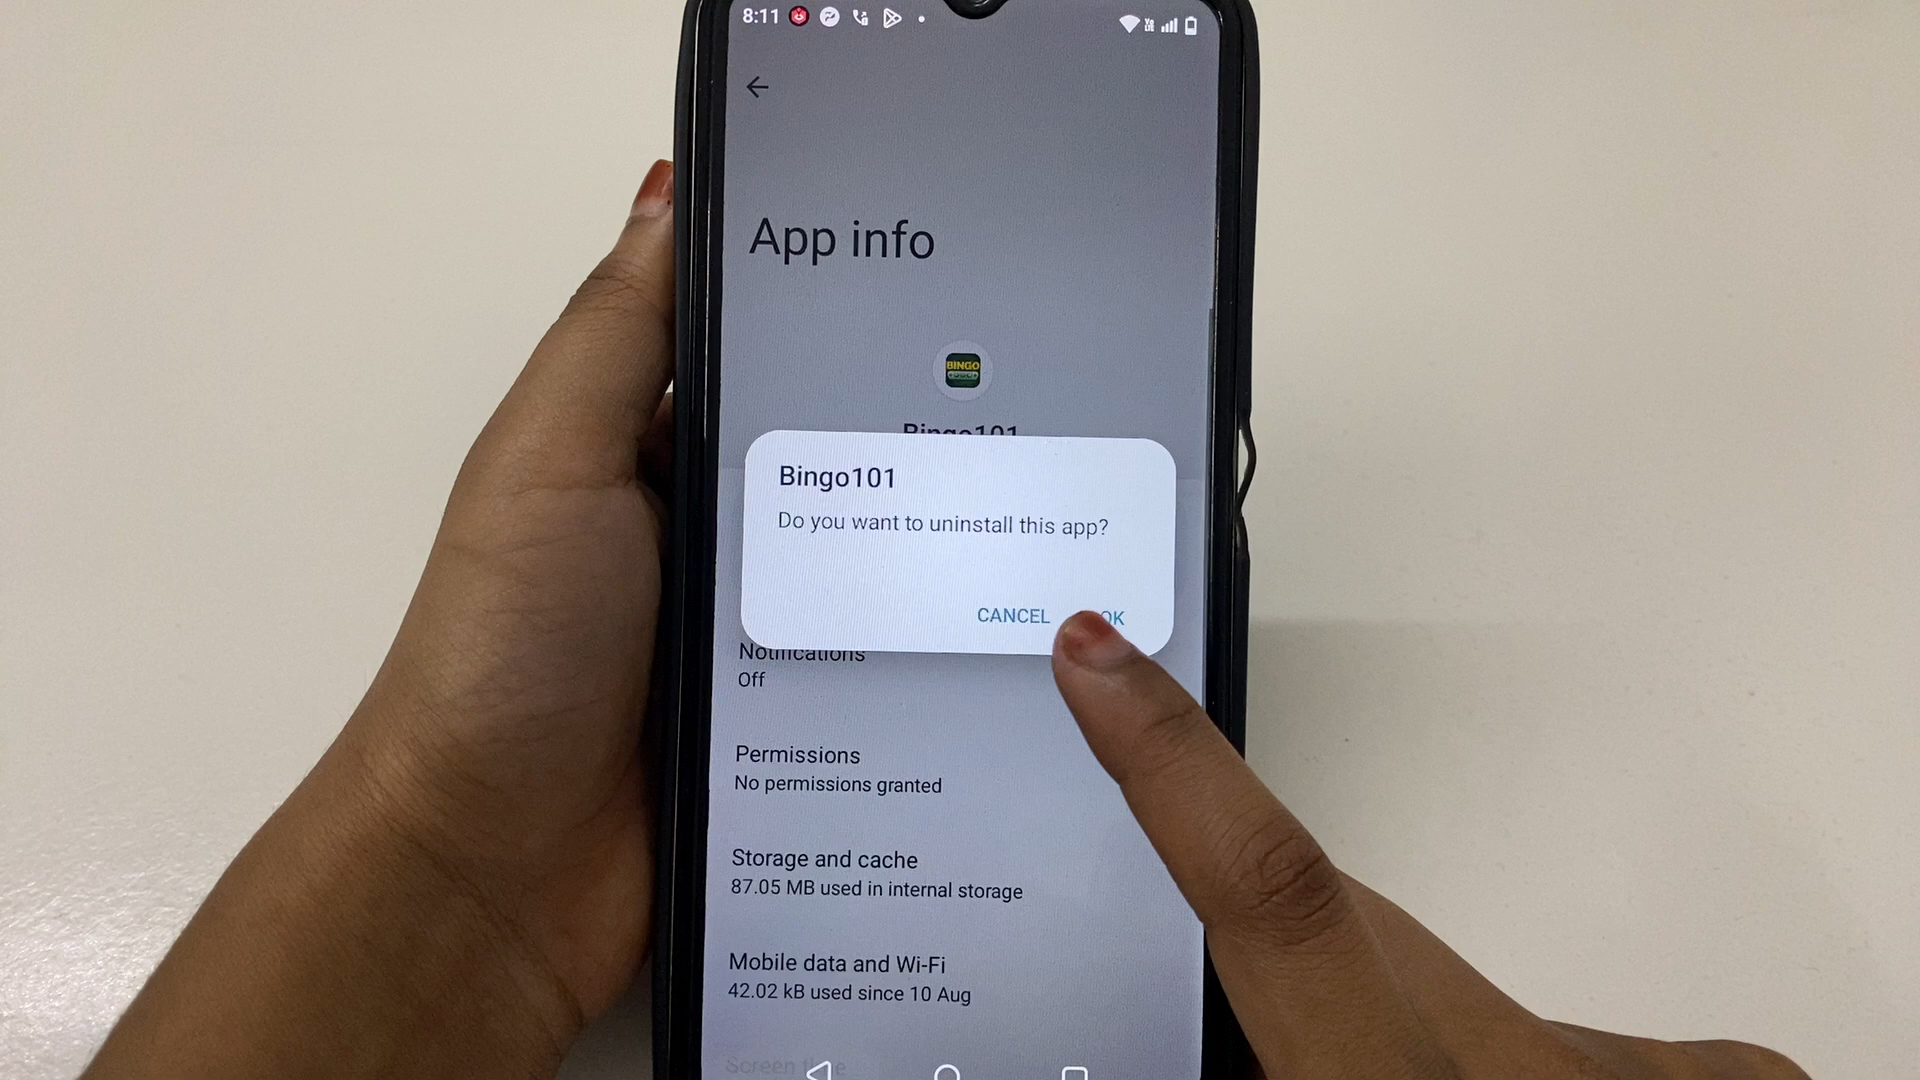 8:11
App info
BINGO
Bingo101
Bingo101
Do you want to uninstall this app?
CANCEL OK
Notifications
Off
Permissions
No permissions granted
Storage and cache
87.05 MB used in internal storage
Mobile data and Wi-Fi
42.02 kB used since 10 Aug
Screen time